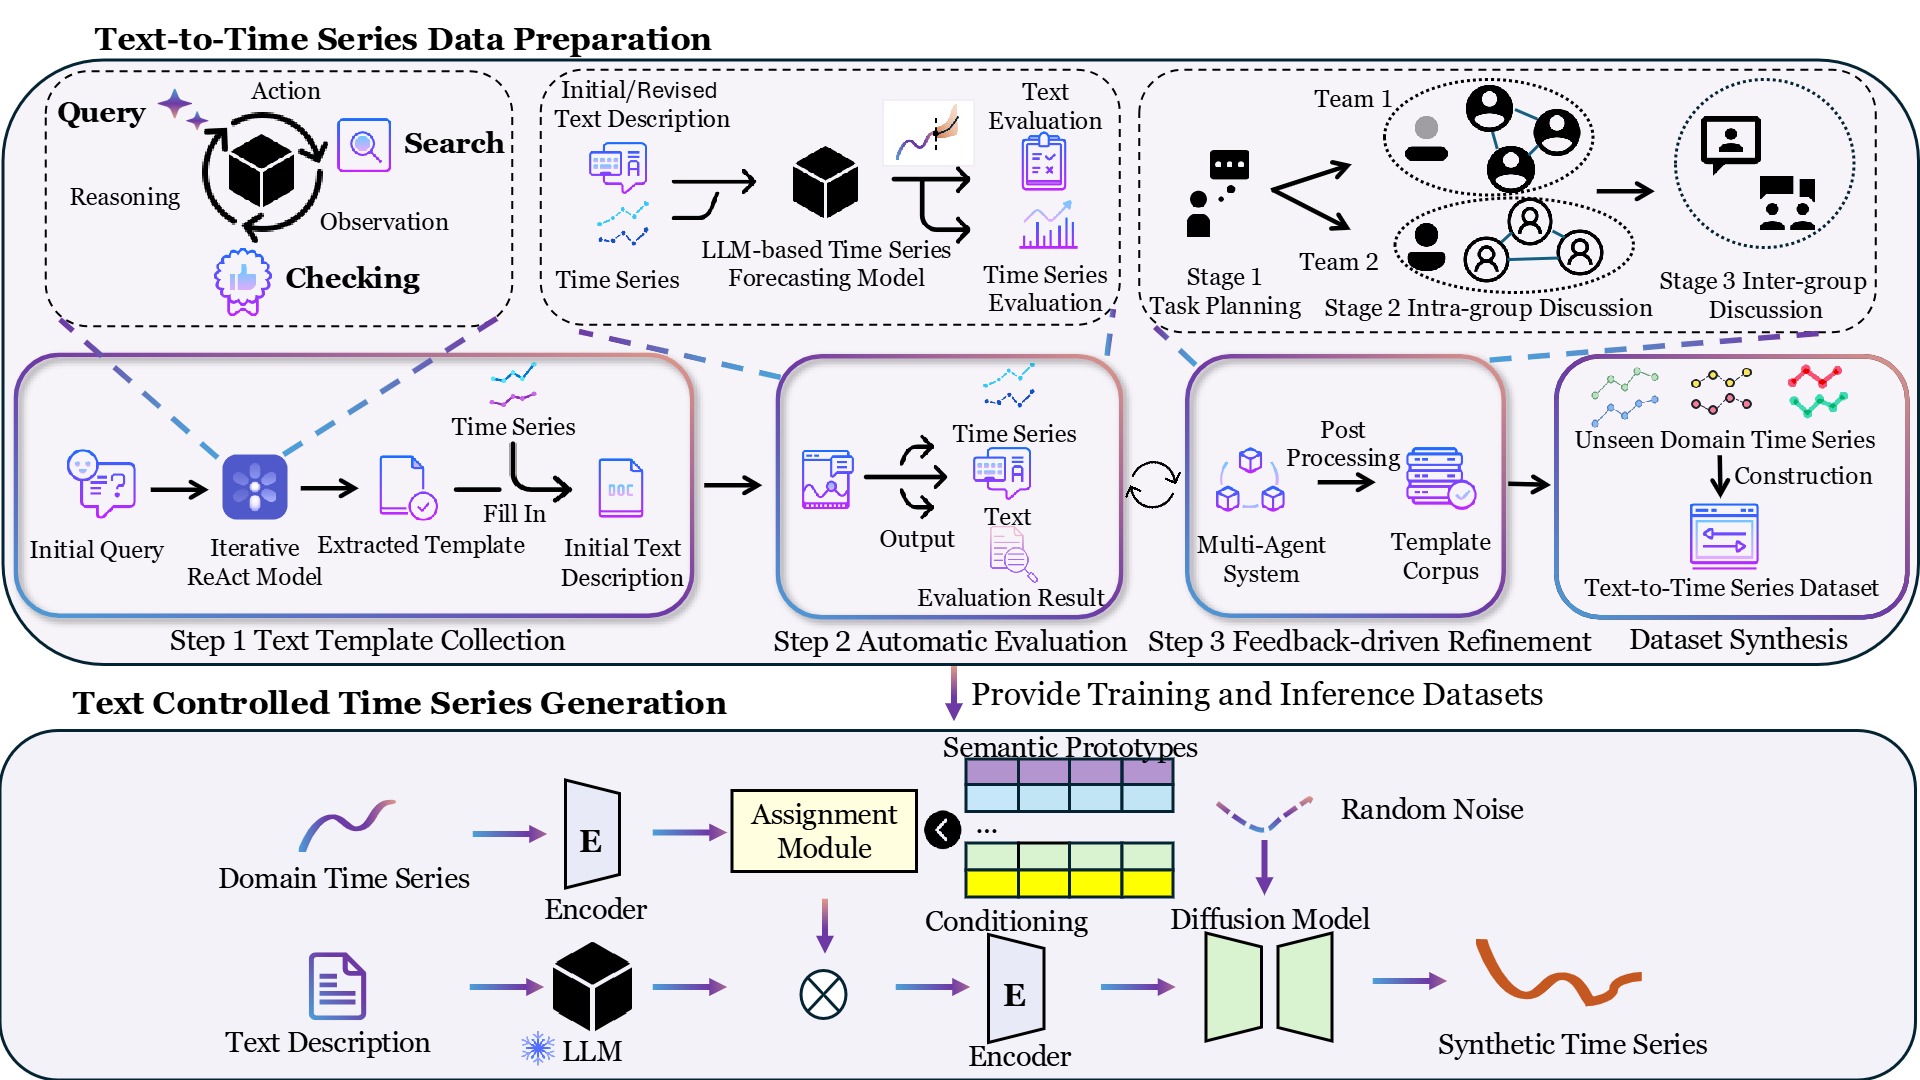 Text-to-Time Series Data Preparation
Query
Action
Search
Reasoning
Observation
Checking
Initial/Revised
Text Description
Time Series
LLM-based Time Series
Forecasting Model
Text
Evaluation
Time Series
Evaluation
Team 1
Team 2
Stage 1
Task Planning
Stage 2 Intra-group Discussion
Stage 3 Inter-group
Discussion
Initial Query
Iterative
ReAct Model
Extracted Template
Time Series
Fill In
DOC
Initial Text
Description
Step 1 Text Template Collection
Output
Time Series
Text
Evaluation Result
Step 2 Automatic Evaluation
Multi-Agent
System
Post
Processing
Template
Corpus
Step 3 Feedback-driven Refinement
Unseen Domain Time Series
Construction
Text-to-Time Series Dataset
Dataset Synthesis
Provide Training and Inference Datasets
Text Controlled Time Series Generation
Domain Time Series
E
Encoder
Assignment
Module
Semantic Prototypes
...
Random Noise
Text Description
LLM
Conditioning
E
Encoder
Diffusion Model
Synthetic Time Series